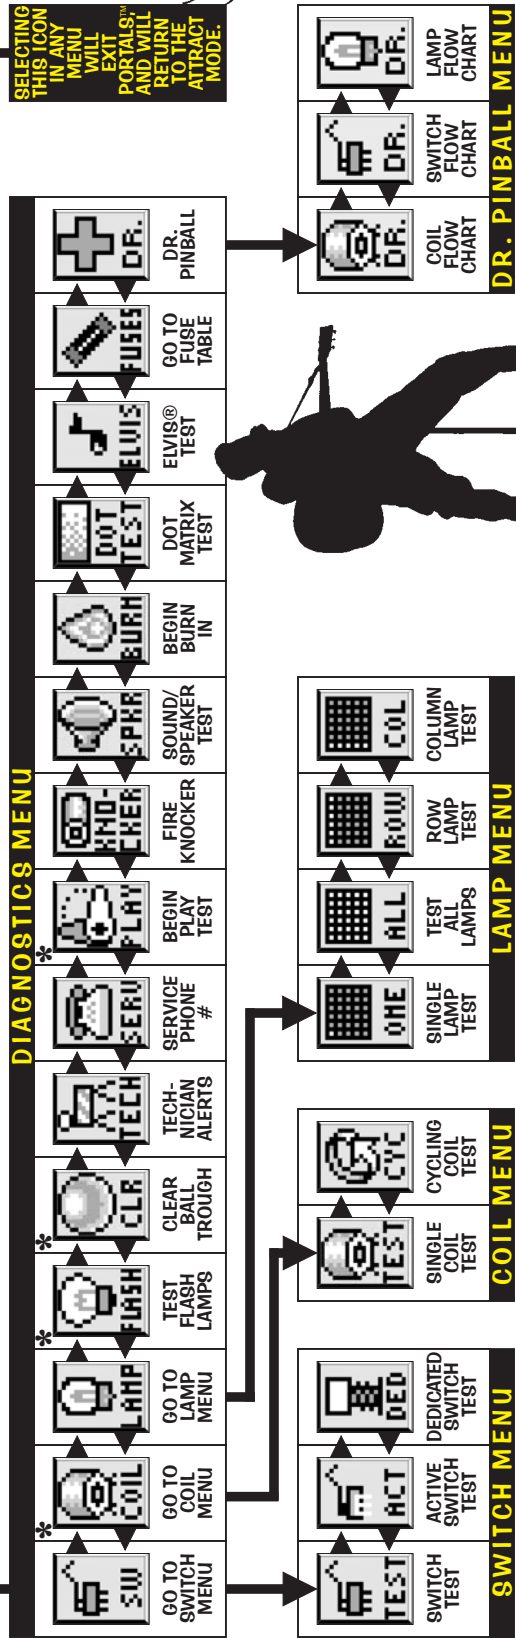 SELECTING
THIS ICON
IN ANY
MENU
WILL
EXIT
PORTALS™
AND WILL
RETURN
TO THE
ATTRACT
MODE.
DIAGNOSTICS MENU
SW
GO TO
SWITCH
MENU
*
COIL
GO TO
COIL
MENU
LAMP
GO TO
LAMP
MENU
*
FLASH
TEST
FLASH
LAMPS
*
CLR
CLEAR
BALL
TROUGH
TECH
TECH-
NICIAN
ALERTS
SERV
SERVICE
PHONE
#
*
PLAY
BEGIN
PLAY
TEST
KNO-
CKER
FIRE
KNOCKER
SPKR
SOUND/
SPEAKER
TEST
BURN
BEGIN
BURN
IN
DOT
TEST
DOT
MATRIX
TEST
ELVIS
ELVIS®
TEST
FUSES
GO TO
FUSE
TABLE
DR.
DR.
PINBALL
TEST
SWITCH
TEST
ACT
ACTIVE
SWITCH
TEST
DED
DEDICATED
SWITCH
TEST
SWITCH MENU
TEST
SINGLE
COIL
TEST
CYC
CYCLING
COIL
TEST
COIL MENU
ONE
SINGLE
LAMP
TEST
ALL
TEST
ALL
LAMPS
ROW
ROW
LAMP
TEST
COL
COLUMN
LAMP
TEST
LAMP MENU
DR.
COIL
FLOW
CHART
DR.
SWITCH
FLOW
CHART
DR.
LAMP
FLOW
CHART
DR. PINBALL MENU